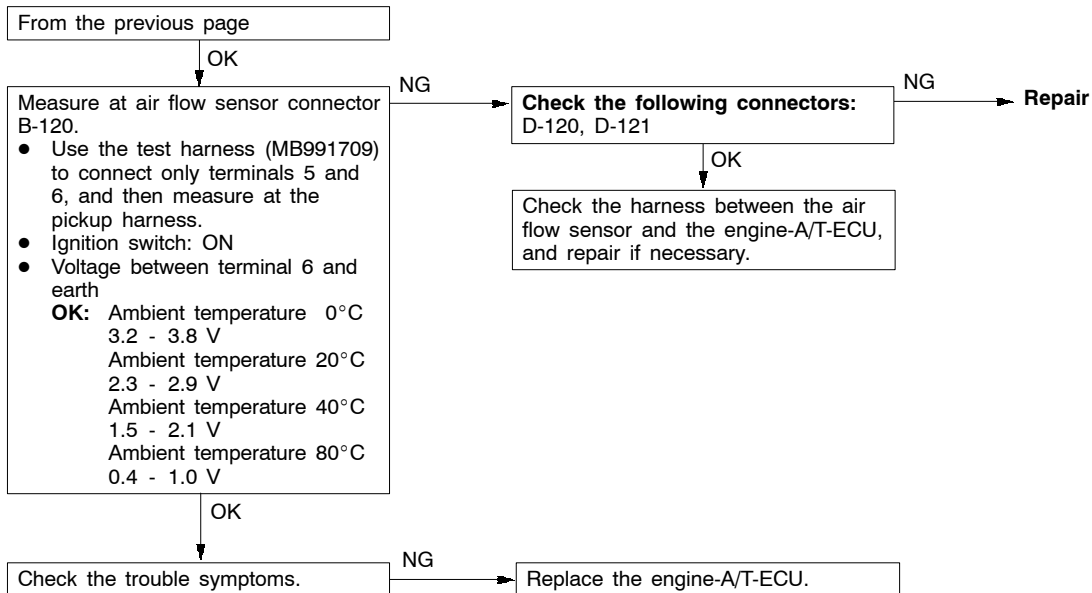 From the previous page
OK
Measure at air flow sensor connector
B-120.
● Use the test harness (MB991709)
to connect only terminals 5 and
6, and then measure at the
pickup harness.
● Ignition switch: ON
● Voltage between terminal 6 and
earth
OK: Ambient temperature 0°C
3.2 - 3.8 V
Ambient temperature 20°C
2.3 - 2.9 V
Ambient temperature 40°C
1.5 - 2.1 V
Ambient temperature 80°C
0.4 - 1.0 V
NG
Check the following connectors:
D-120, D-121
NG
Repair
OK
Check the harness between the air
flow sensor and the engine-A/T-ECU,
and repair if necessary.
OK
Check the trouble symptoms.
NG
Replace the engine-A/T-ECU.